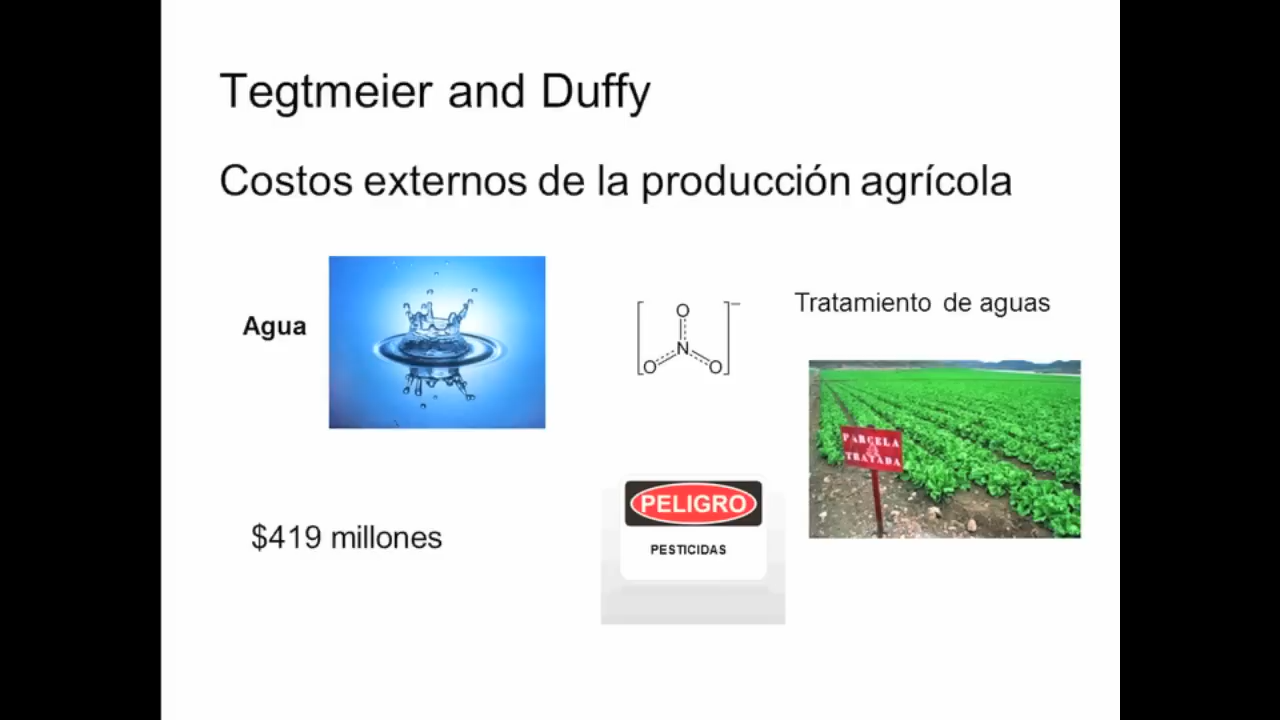 Tegtmeier and Duffy
Costos externos de la producción agrícola
Agua
O
N
O
O
−
Tratamiento de aguas
PARCELA
TRATADA
$419 millones
PELIGRO
PESTICIDAS